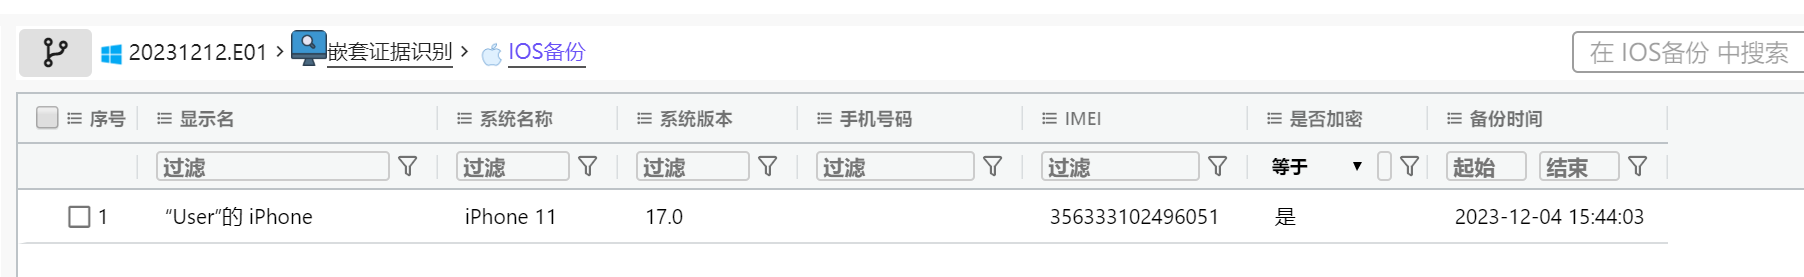 20231212.E01 > 嵌套证据识别 > IOS备份 在 IOS备份 中搜索
序号 显示名 系统名称 系统版本 手机号码 IMEI 是否加密 备份时间
过滤 过滤 过滤 过滤 过滤 等于 起始 结束
1 “User”的 iPhone iPhone 11 17.0 356333102496051 是 2023-12-04 15:44:03